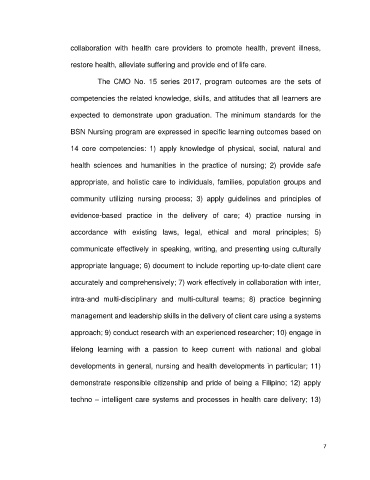 collaboration with health care providers to promote health, prevent illness,
restore health, alleviate suffering and provide end of life care.
The CMO No. 15 series 2017, program outcomes are the sets of
competencies the related knowledge, skills, and attitudes that all learners are
expected to demonstrate upon graduation. The minimum standards for the
BSN Nursing program are expressed in specific learning outcomes based on
14 core competencies: 1) apply knowledge of physical, social, natural and
health sciences and humanities in the practice of nursing; 2) provide safe
appropriate, and holistic care to individuals, families, population groups and
community utilizing nursing process; 3) apply guidelines and principles of
evidence-based practice in the delivery of care; 4) practice nursing in
accordance with existing laws, legal, ethical and moral principles; 5)
communicate effectively in speaking, writing, and presenting using culturally
appropriate language; 6) document to include reporting up-to-date client care
accurately and comprehensively; 7) work effectively in collaboration with inter,
intra-and multi-disciplinary and multi-cultural teams; 8) practice beginning
management and leadership skills in the delivery of client care using a systems
approach; 9) conduct research with an experienced researcher; 10) engage in
lifelong learning with a passion to keep current with national and global
developments in general, nursing and health developments in particular; 11)
demonstrate responsible citizenship and pride of being a Filipino; 12) apply
techno – intelligent care systems and processes in health care delivery; 13)
7